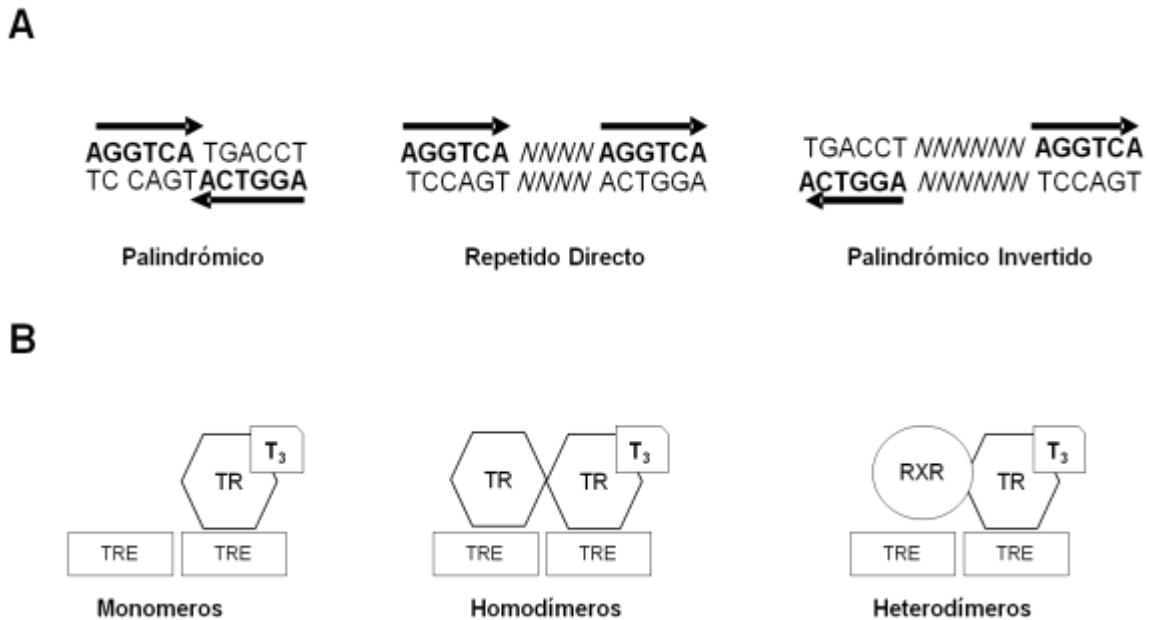 A
AGGTCA TGACCT
TC CAGTACTGGA
Palindrómico
AGGTCA NNNN AGGTCA
TCCAGT NNNN ACTGGA
Repetido Directo
TGACCT NNNNNN AGGTCA
ACTGGA NNNNNN TCCAGT
Palindrómico Invertido
B
T3
TR
TRE TRE
Monomeros
T3
TR TR
TRE TRE
Homodímeros
T3
RXR TR
TRE TRE
Heterodímeros